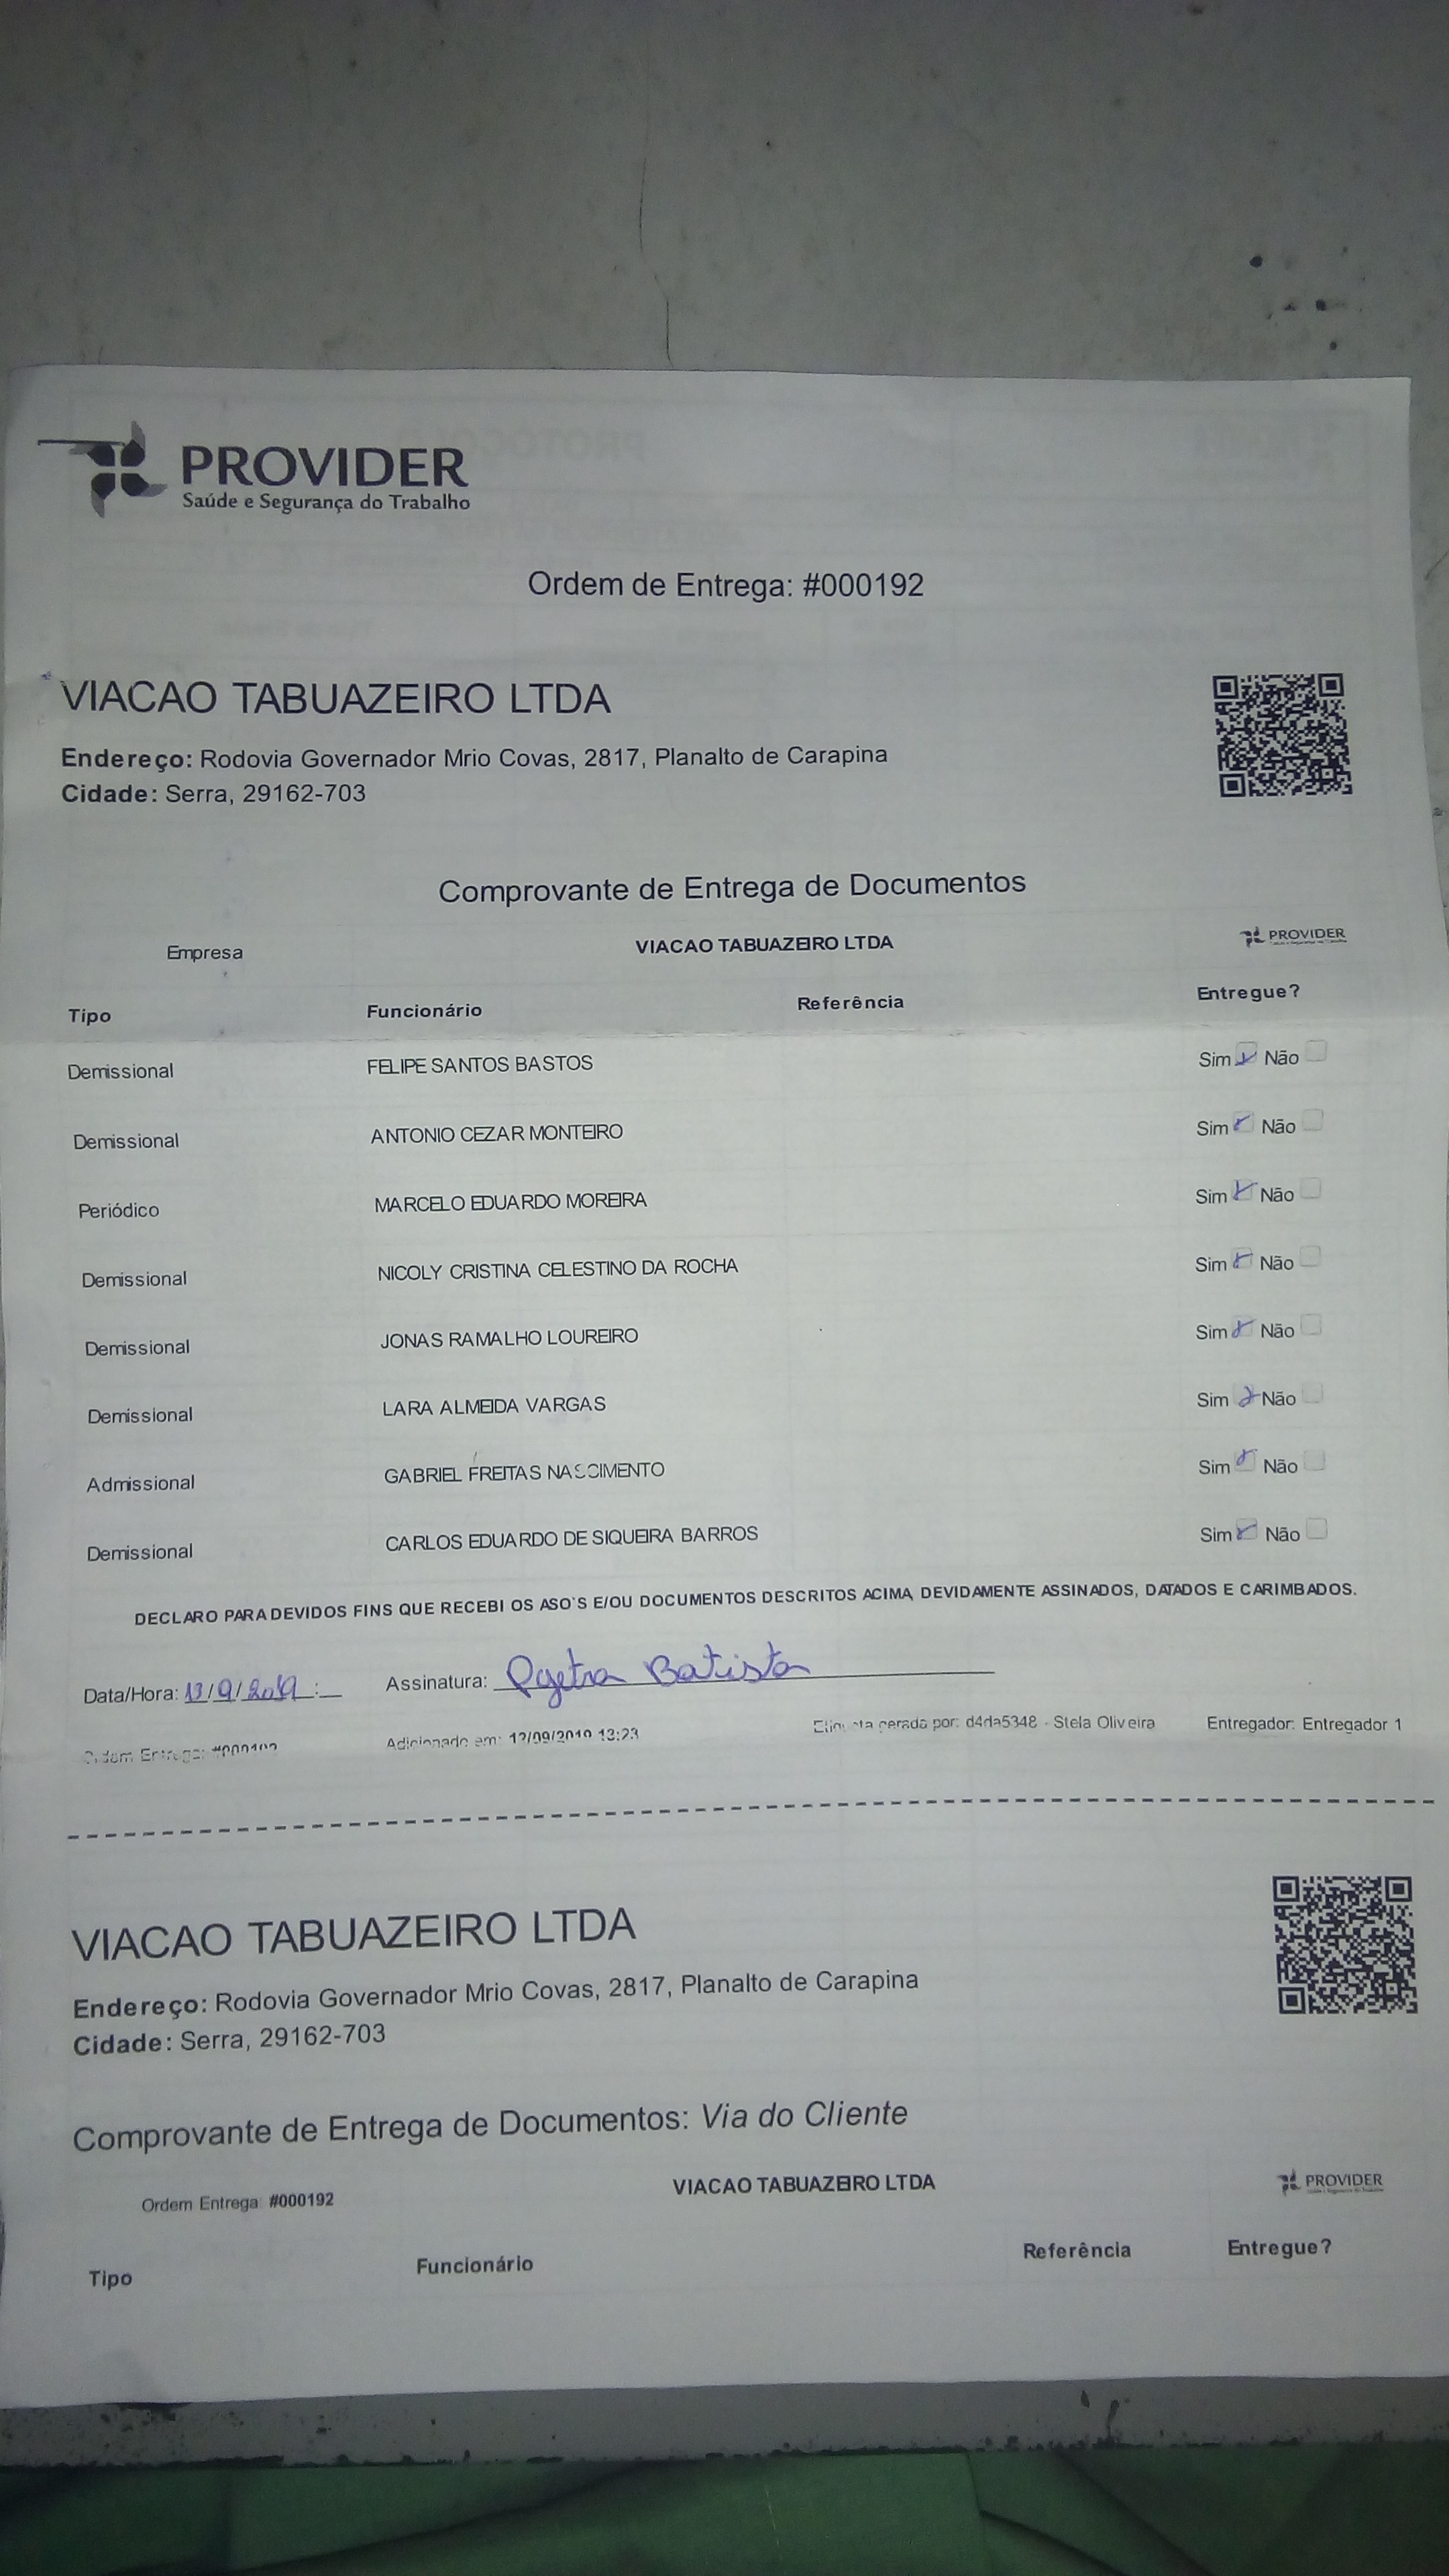 PROVIDER
Saúde e Segurança do Trabalho
Ordem de Entrega: #000192
VIACAO TABUAZEIRO LTDA
Endereço: Rodovia Governador Mrio Covas, 2817, Planalto de Carapina
Cidade: Serra, 29162-703
Comprovante de Entrega de Documentos
Empresa VIACAO TABUAZEIRO LTDA PROVIDER
Tipo Funcionário Referência Entregue?
Demissional FELIPE SANTOS BASTOS Sim Não
Demissional ANTONIO CEZAR MONTEIRO Sim Não
Periódico MARCELO EDUARDO MOREIRA Sim Não
Demissional NICOLY CRISTINA CELESTINO DA ROCHA Sim Não
Demissional JONAS RAMALHO LOUREIRO Sim Não
Demissional LARA ALMEIDA VARGAS Sim Não
Admissional GABRIEL FREITAS NASCIMENTO Sim Não
Demissional CARLOS EDUARDO DE SIQUEIRA BARROS Sim Não
DECLARO PARA DEVIDOS FINS QUE RECEBI OS ASO`S E/OU DOCUMENTOS DESCRITOS ACIMA, DEVIDAMENTE ASSINADOS, DATADOS E CARIMBADOS.
Data/Hora: 13/9/2019 : Assinatura: Batista
Ordem Entrega: #000192 Adicionado em: 12/09/2019 13:23 Etiqueta gerada por: d4da5348 - Stela Oliveira Entregador: Entregador 1
VIACAO TABUAZEIRO LTDA
Endereço: Rodovia Governador Mrio Covas, 2817, Planalto de Carapina
Cidade: Serra, 29162-703
Comprovante de Entrega de Documentos: Via do Cliente
Ordem Entrega: #000192 VIACAO TABUAZEIRO LTDA PROVIDER
Tipo Funcionário Referência Entregue?